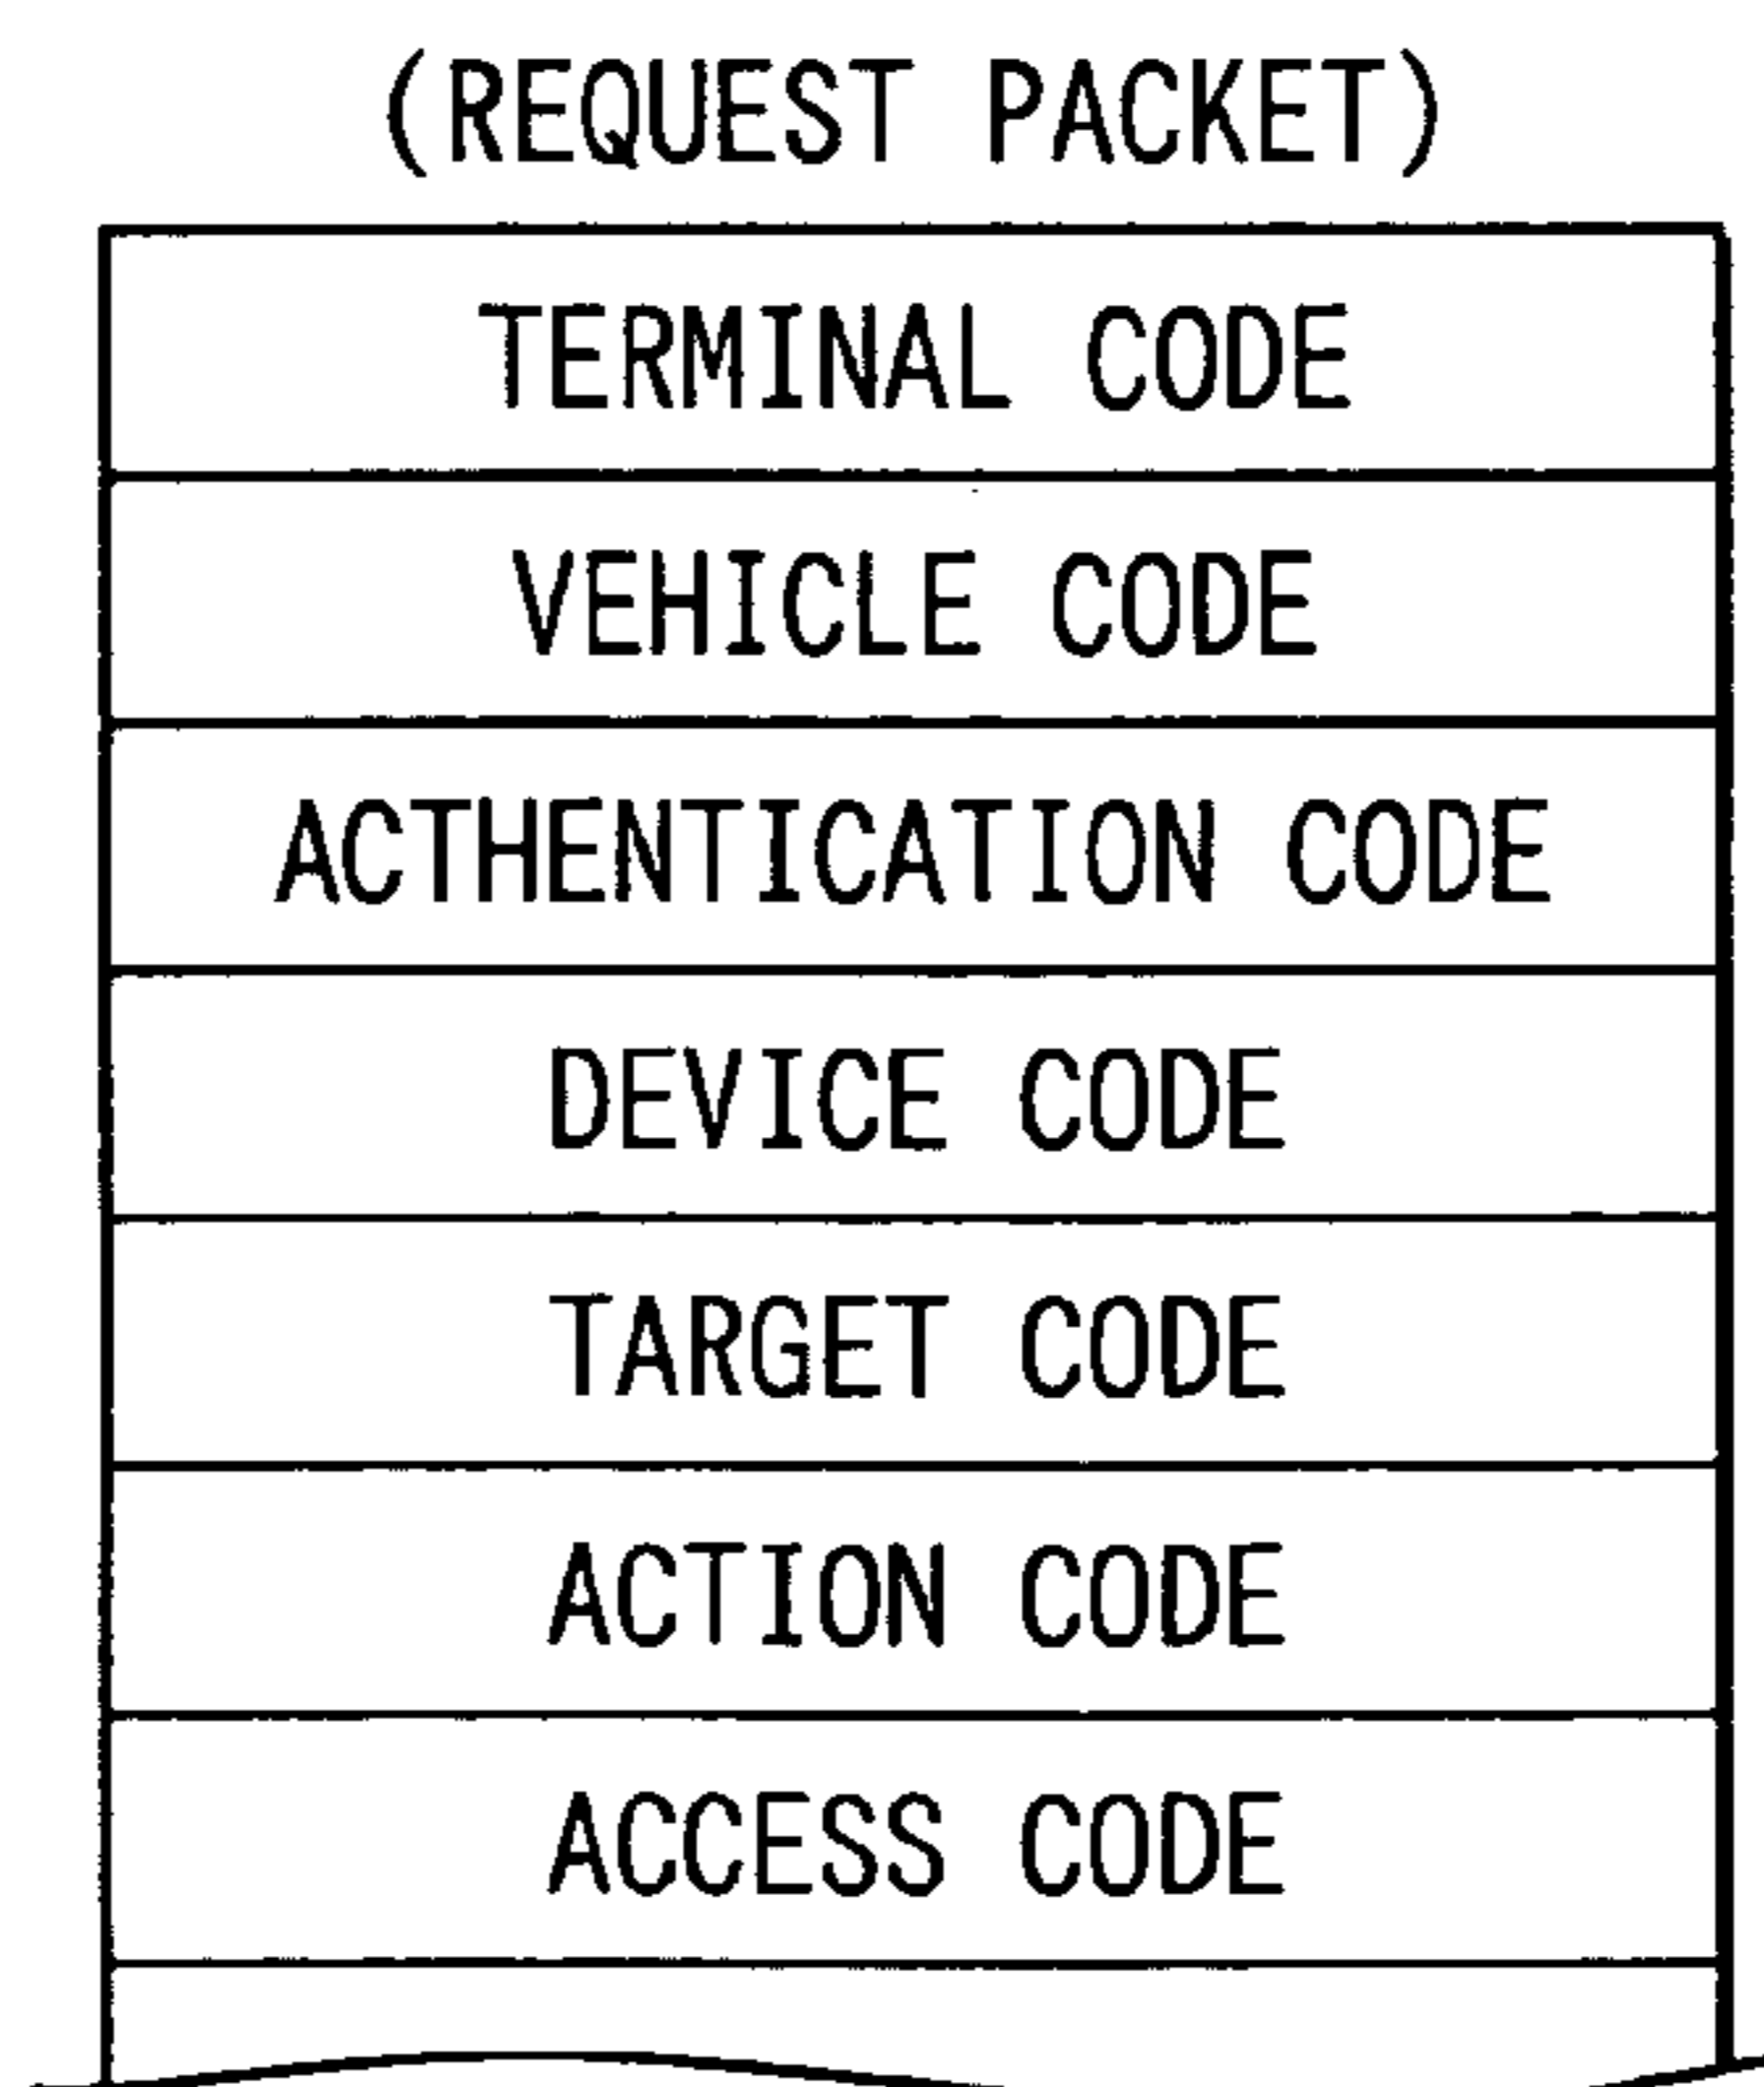 (REQUEST PACKET)
TERMINAL CODE
VEHICLE CODE
ACTHENTICATION CODE
DEVICE CODE
TARGET CODE
ACTION CODE
ACCESS CODE